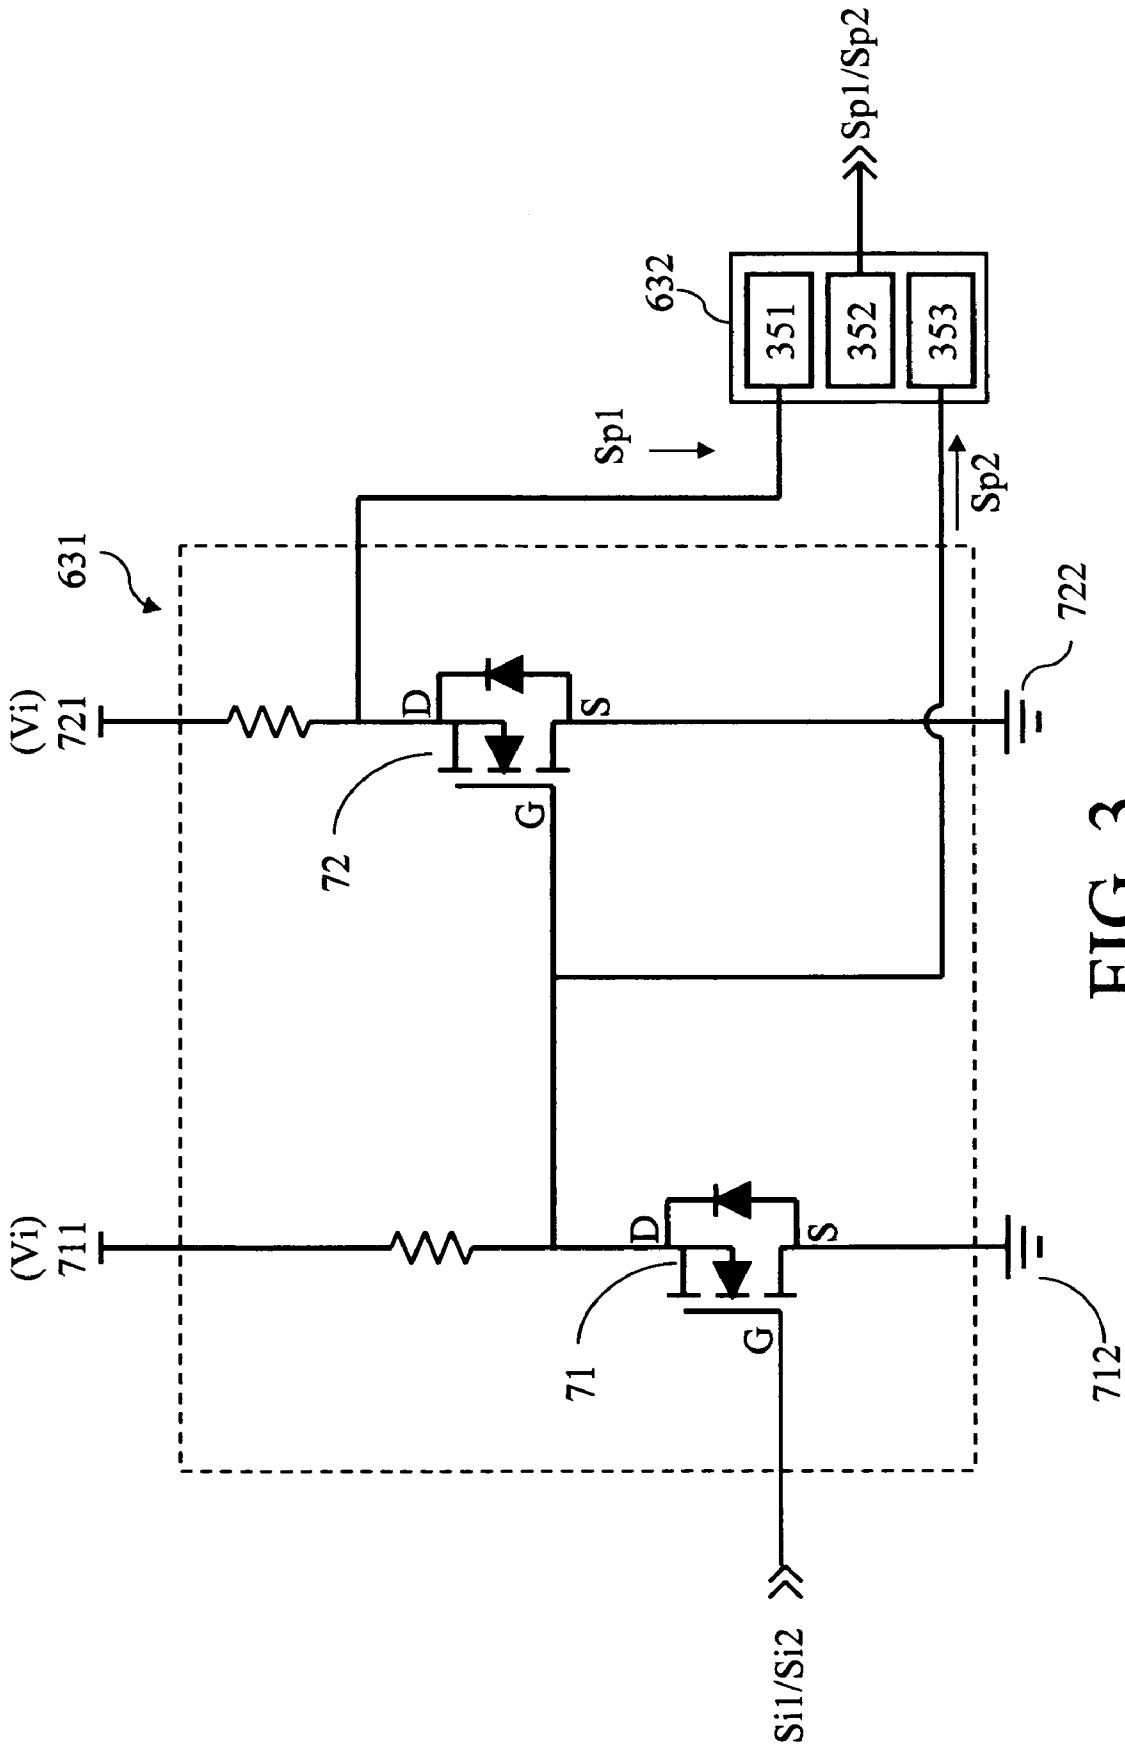 (Vi)
711
(Vi)
721
631
72
D
S
G
71
D
S
G
Si1/Si2
712
722
Sp1
Sp2
632
351
352
353
Sp1/Sp2
FIG. 3